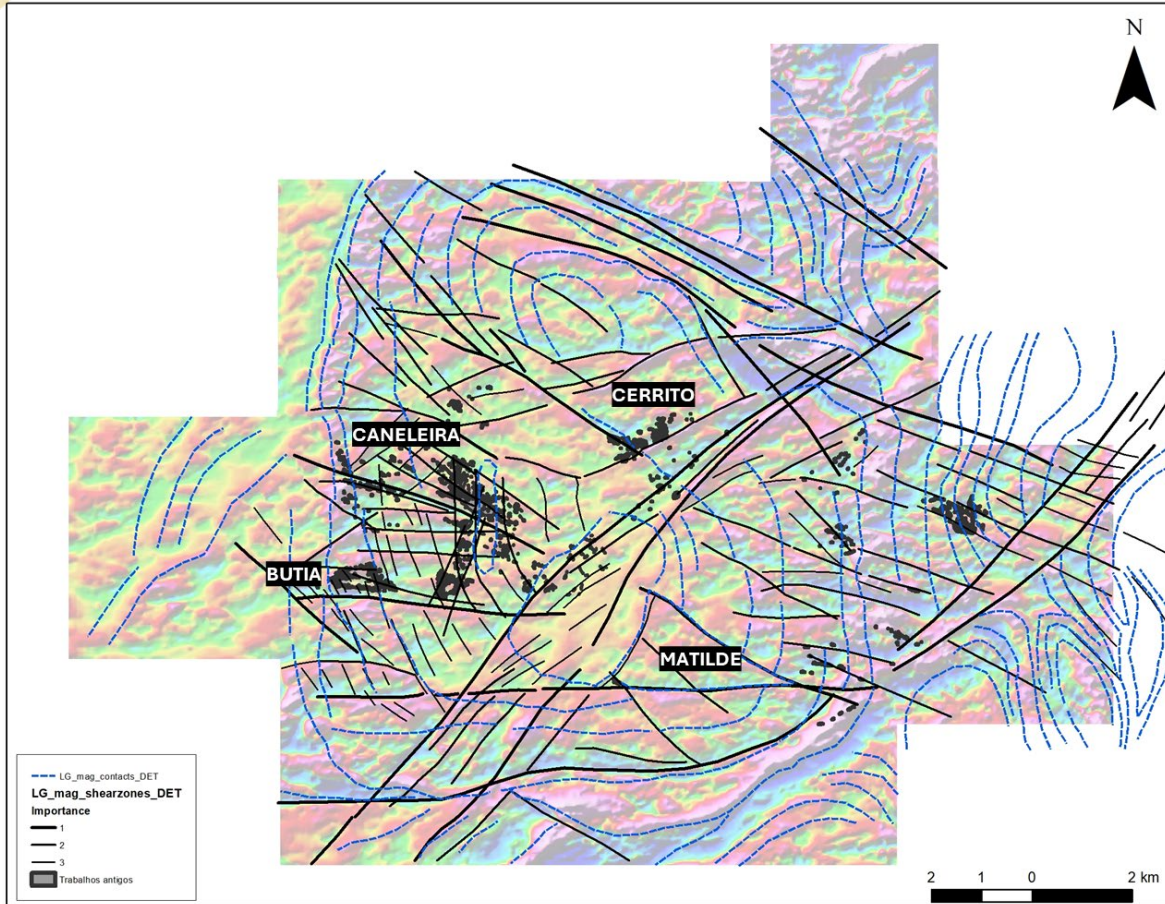 N
CERRITO
CANELEIRA
BUTIA
MATILDE
LG_mag_contacts_DET
LG_mag_shearzones_DET
Importance
1
2
3
Trabalhos antigos
2 1 0 2 km